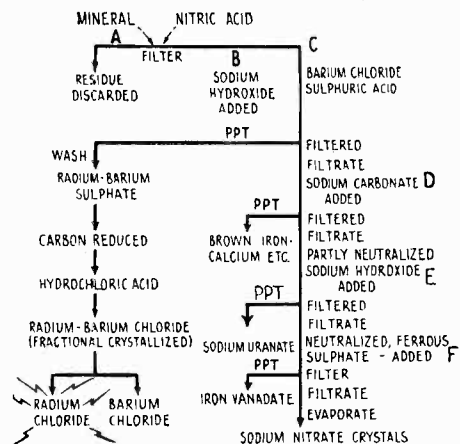 MINERAL
NITRIC ACID
A
FILTER
B
C
RESIDUE
DISCARDED
SODIUM
HYDROXIDE
ADDED
BARIUM CHLORIDE
SULPHURIC ACID
PPT
WASH
FILTERED
FILTRATE
RADIUM-BARIUM
SULPHATE
SODIUM CARBONATE D
ADDED
PPT
FILTERED
FILTRATE
BROWN IRON-
CALCIUM ETC.
CARBON REDUCED
PARTLY NEUTRALIZED
SODIUM HYDROXIDE E
ADDED
HYDROCHLORIC ACID
PPT
FILTERED
FILTRATE
RADIUM-BARIUM CHLORIDE
(FRACTIONAL CRYSTALLIZED)
SODIUM URANATE
NEUTRALIZED, FERROUS
SULPHATE - ADDED F
PPT
FILTER
IRON VANADATE
FILTRATE
RADIUM
CHLORIDE
BARIUM
CHLORIDE
EVAPORATE
SODIUM NITRATE CRYSTALS